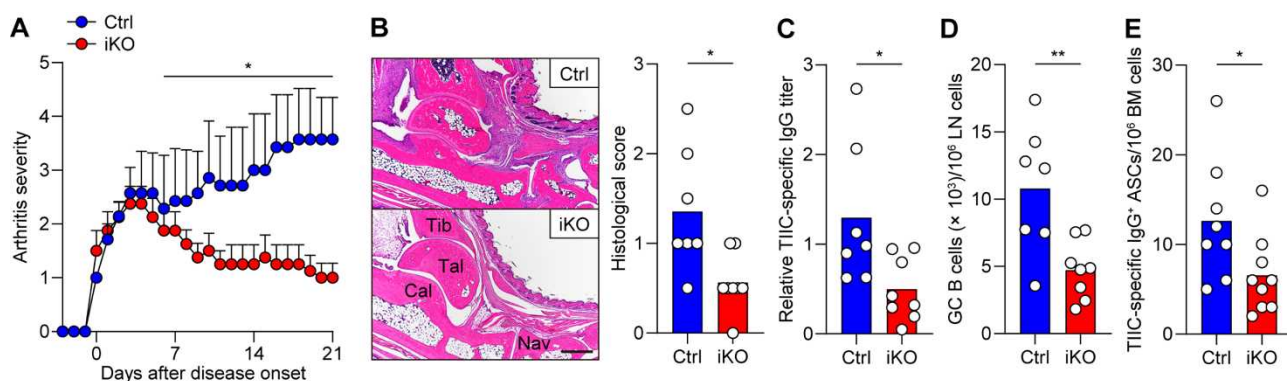 A
Ctrl
iKO
*
5
4
3
2
1
0
Arthritis severity
0
7
14
21
Days after disease onset
B
Ctrl
iKO
Tib
Tal
Cal
Nav
*
3
2
1
0
Histological score
Ctrl
iKO
C
*
3
2
1
0
Relative TIIC-specific IgG titer
Ctrl
iKO
D
**
20
15
10
5
0
GC B cells (× 10³)/10⁶ LN cells
Ctrl
iKO
E
*
30
20
10
0
TIIC-specific IgG⁺ ASCs/10⁶ BM cells
Ctrl
iKO